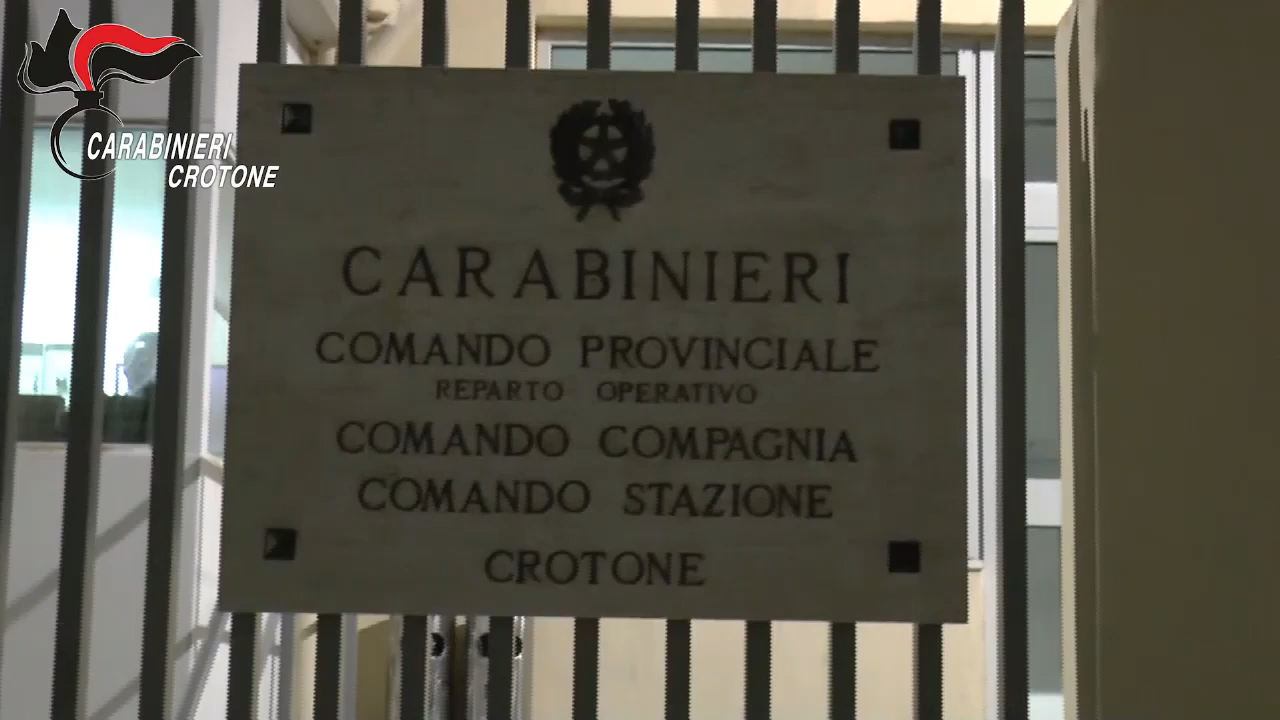 CARABINIERI
CROTONE
CARABINIERI
COMANDO PROVINCIALE
REPARTO OPERATIVO
COMANDO COMPAGNIA
COMANDO STAZIONE
CROTONE